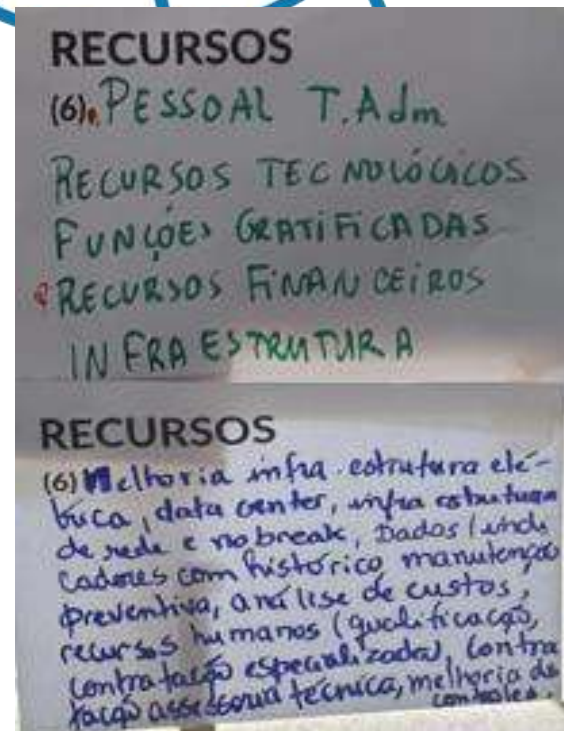 RECURSOS
(6). PESSOAL T.Adm
RECURSOS TECNOLÓGICOS
FUNÇÕES GRATIFICADAS
RECURSOS FINANCEIROS
INFRAESTRUTURA
RECURSOS
(6) Melhoria infra estrutura elé-
trica, data center, infra estrutura
de rede e nobreak, Dados/indi
cadores com histórico, manutenção
preventiva, análise de custos,
recursos humanos (qualificação,
contratação especializada), contra
tação assessoria técnica, melhoria de
controles.